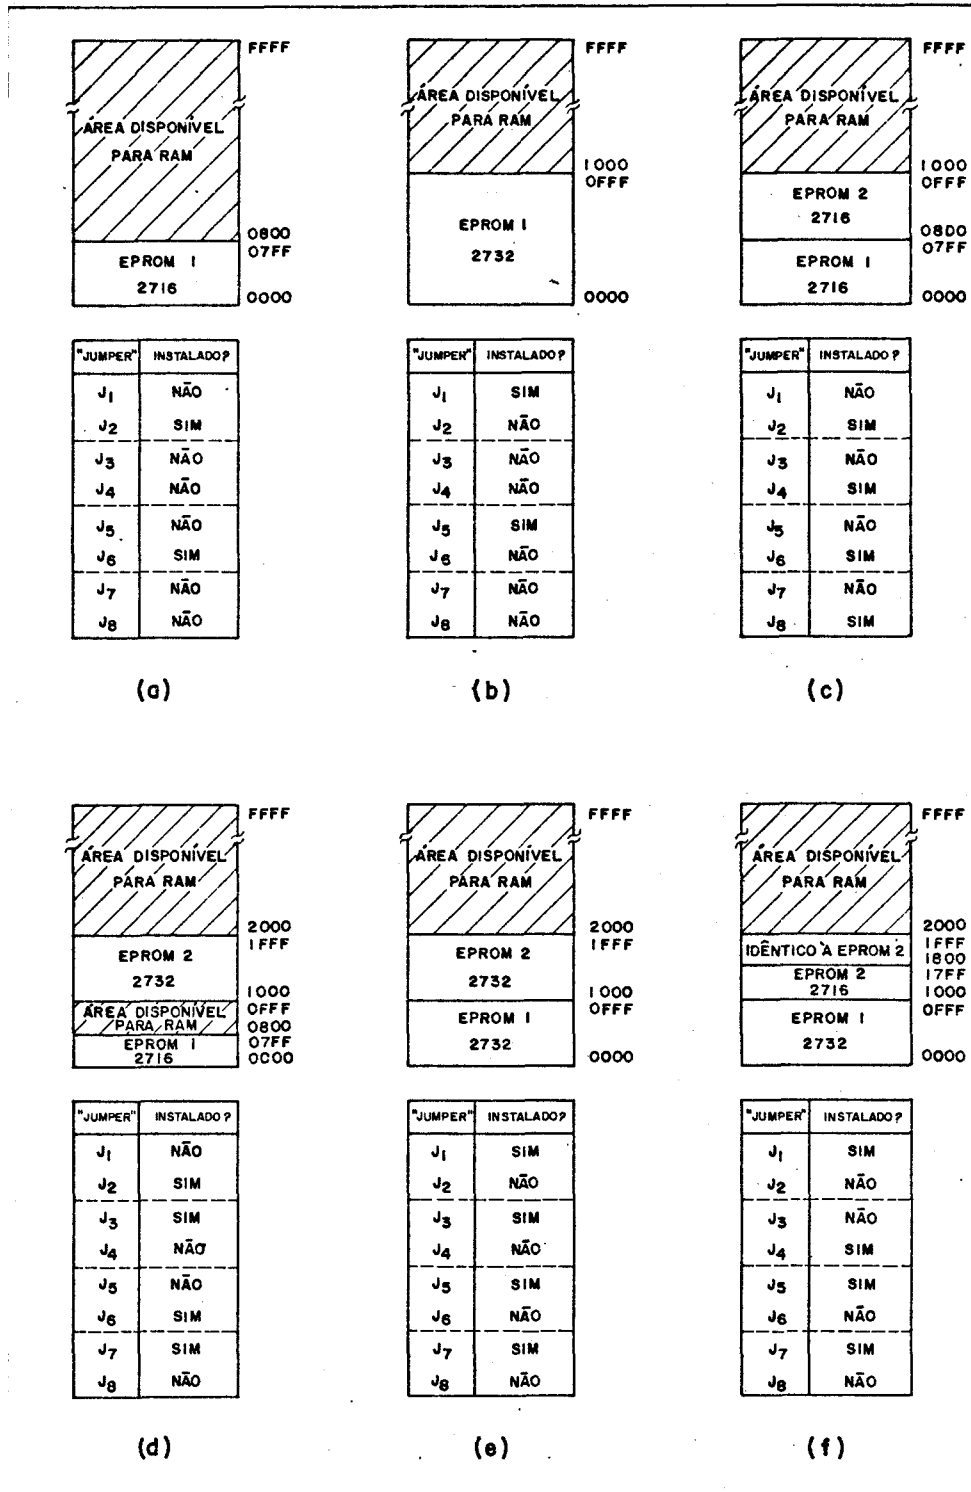 FFFF
ÁREA DISPONÍVEL
PARA RAM
0800
07FF
EPROM 1
2716
0000
"JUMPER" INSTALADO?
J1 NÃO
J2 SIM
J3 NÃO
J4 NÃO
J5 NÃO
J6 SIM
J7 NÃO
J8 NÃO
(a)
FFFF
ÁREA DISPONÍVEL
PARA RAM
1000
0FFF
EPROM 1
2732
0000
"JUMPER" INSTALADO?
J1 SIM
J2 NÃO
J3 NÃO
J4 NÃO
J5 SIM
J6 NÃO
J7 NÃO
J8 NÃO
(b)
FFFF
ÁREA DISPONÍVEL
PARA RAM
1000
0FFF
EPROM 2
2716
0800
07FF
EPROM 1
2716
0000
"JUMPER" INSTALADO?
J1 NÃO
J2 SIM
J3 NÃO
J4 SIM
J5 NÃO
J6 SIM
J7 NÃO
J8 SIM
(c)
FFFF
ÁREA DISPONÍVEL
PARA RAM
2000
1FFF
EPROM 2
2732
1000
0FFF
ÁREA DISPONÍVEL
PARA RAM
0800
07FF
EPROM 1
2716
0000
"JUMPER" INSTALADO?
J1 NÃO
J2 SIM
J3 SIM
J4 NÃO
J5 NÃO
J6 SIM
J7 SIM
J8 NÃO
(d)
FFFF
ÁREA DISPONÍVEL
PARA RAM
2000
1FFF
EPROM 2
2732
1000
0FFF
EPROM 1
2732
0000
"JUMPER" INSTALADO?
J1 SIM
J2 NÃO
J3 SIM
J4 NÃO
J5 SIM
J6 NÃO
J7 SIM
J8 NÃO
(e)
FFFF
ÁREA DISPONÍVEL
PARA RAM
2000
1FFF
IDÊNTICO À EPROM 2
1800
17FF
EPROM 2
2716
1000
0FFF
EPROM 1
2732
0000
"JUMPER" INSTALADO?
J1 SIM
J2 NÃO
J3 NÃO
J4 SIM
J5 SIM
J6 NÃO
J7 SIM
J8 NÃO
(f)